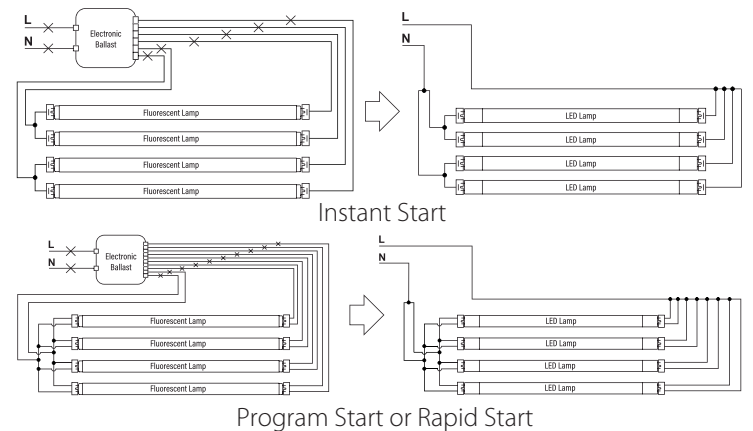 L
N
Electronic
Ballast
Fluorescent Lamp
Fluorescent Lamp
Fluorescent Lamp
Fluorescent Lamp
L
N
LED Lamp
LED Lamp
LED Lamp
LED Lamp
Instant Start
L
N
Electronic
Ballast
Fluorescent Lamp
Fluorescent Lamp
Fluorescent Lamp
Fluorescent Lamp
L
N
LED Lamp
LED Lamp
LED Lamp
LED Lamp
Program Start or Rapid Start